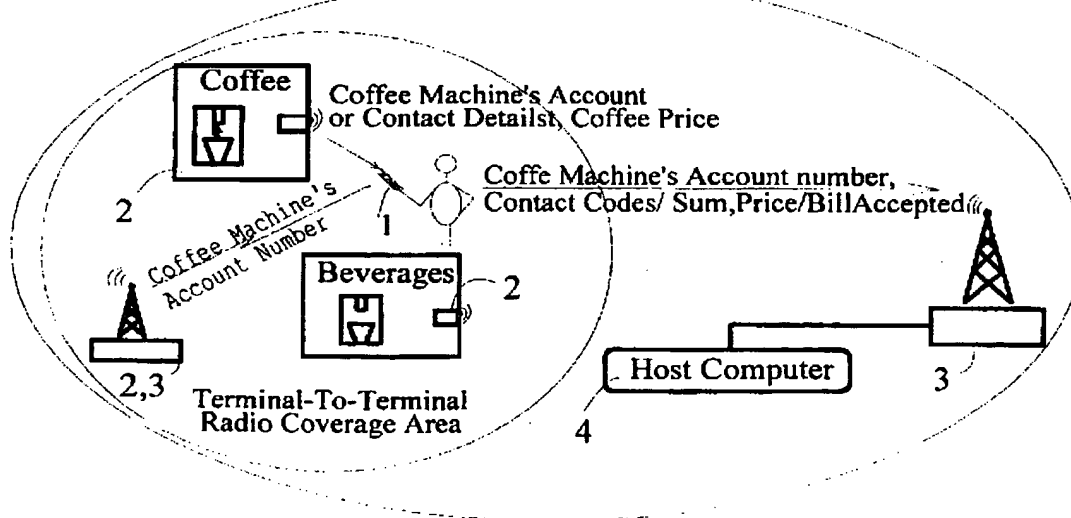 Coffee
Coffee Machine's Account
or Contact Detailst, Coffee Price
2
1
Coffe Machine's Account number,
Contact Codes/ Sum,Price/BillAccepted
Coffee Machine's
Account Number
Beverages
2
2,3
Terminal-To-Terminal
Radio Coverage Area
Host Computer
3
4